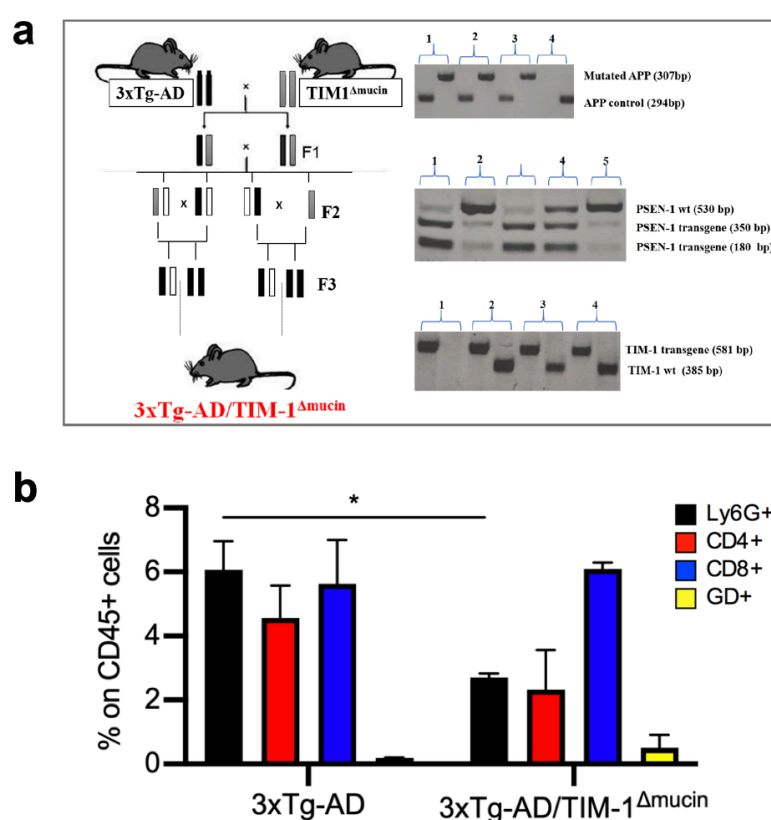 a
3xTg-AD
x
TIM1Δmucin
x
F1
x
x
F2
F3
3xTg-AD/TIM-1Δmucin
1 2 3 4
Mutated APP (307bp)
APP control (294bp)
1 2 4 5
PSEN-1 wt (530 bp)
PSEN-1 transgene (350 bp)
PSEN-1 transgene (180 bp)
1 2 3 4
TIM-1 transgene (581 bp)
TIM-1 wt (385 bp)
b
% on CD45+ cells
8
6
4
2
0
*
Ly6G+
CD4+
CD8+
GD+
3xTg-AD
3xTg-AD/TIM-1Δmucin